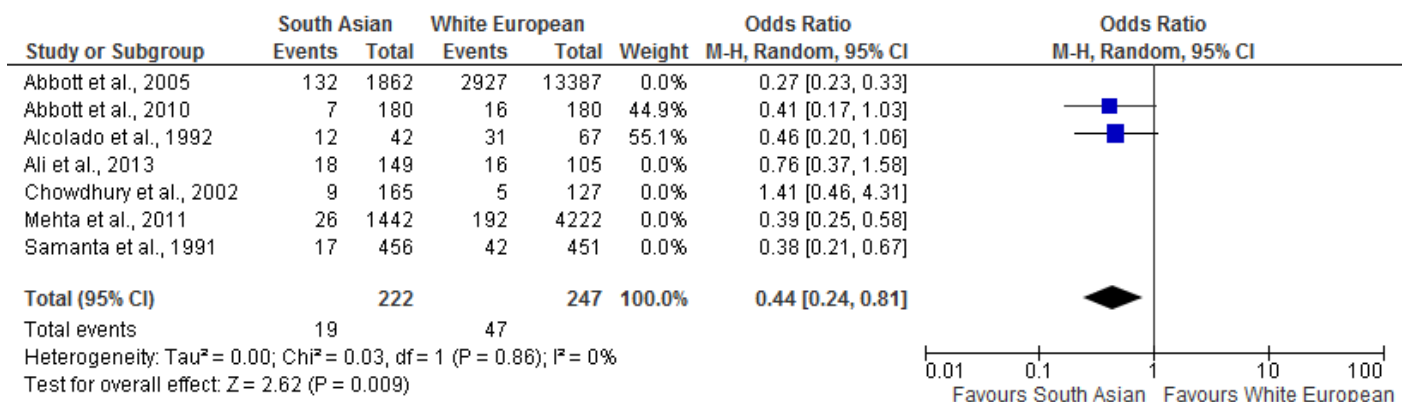 South Asian White European Odds Ratio Odds Ratio
Study or Subgroup Events Total Events Total Weight M-H, Random, 95% CI M-H, Random, 95% CI
Abbott et al., 2005 132 1862 2927 13387 0.0% 0.27 [0.23, 0.33]
Abbott et al., 2010 7 180 16 180 44.9% 0.41 [0.17, 1.03]
Alcolado et al., 1992 12 42 31 67 55.1% 0.46 [0.20, 1.06]
Ali et al., 2013 18 149 16 105 0.0% 0.76 [0.37, 1.58]
Chowdhury et al., 2002 9 165 5 127 0.0% 1.41 [0.46, 4.31]
Mehta et al., 2011 26 1442 192 4222 0.0% 0.39 [0.25, 0.58]
Samanta et al., 1991 17 456 42 451 0.0% 0.38 [0.21, 0.67]
Total (95% CI) 222 247 100.0% 0.44 [0.24, 0.81]
Total events 19 47
Heterogeneity: Tau² = 0.00; Chi² = 0.03, df = 1 (P = 0.86); I² = 0%
Test for overall effect: Z = 2.62 (P = 0.009)
0.01 0.1 1 10 100
Favours South Asian Favours White European